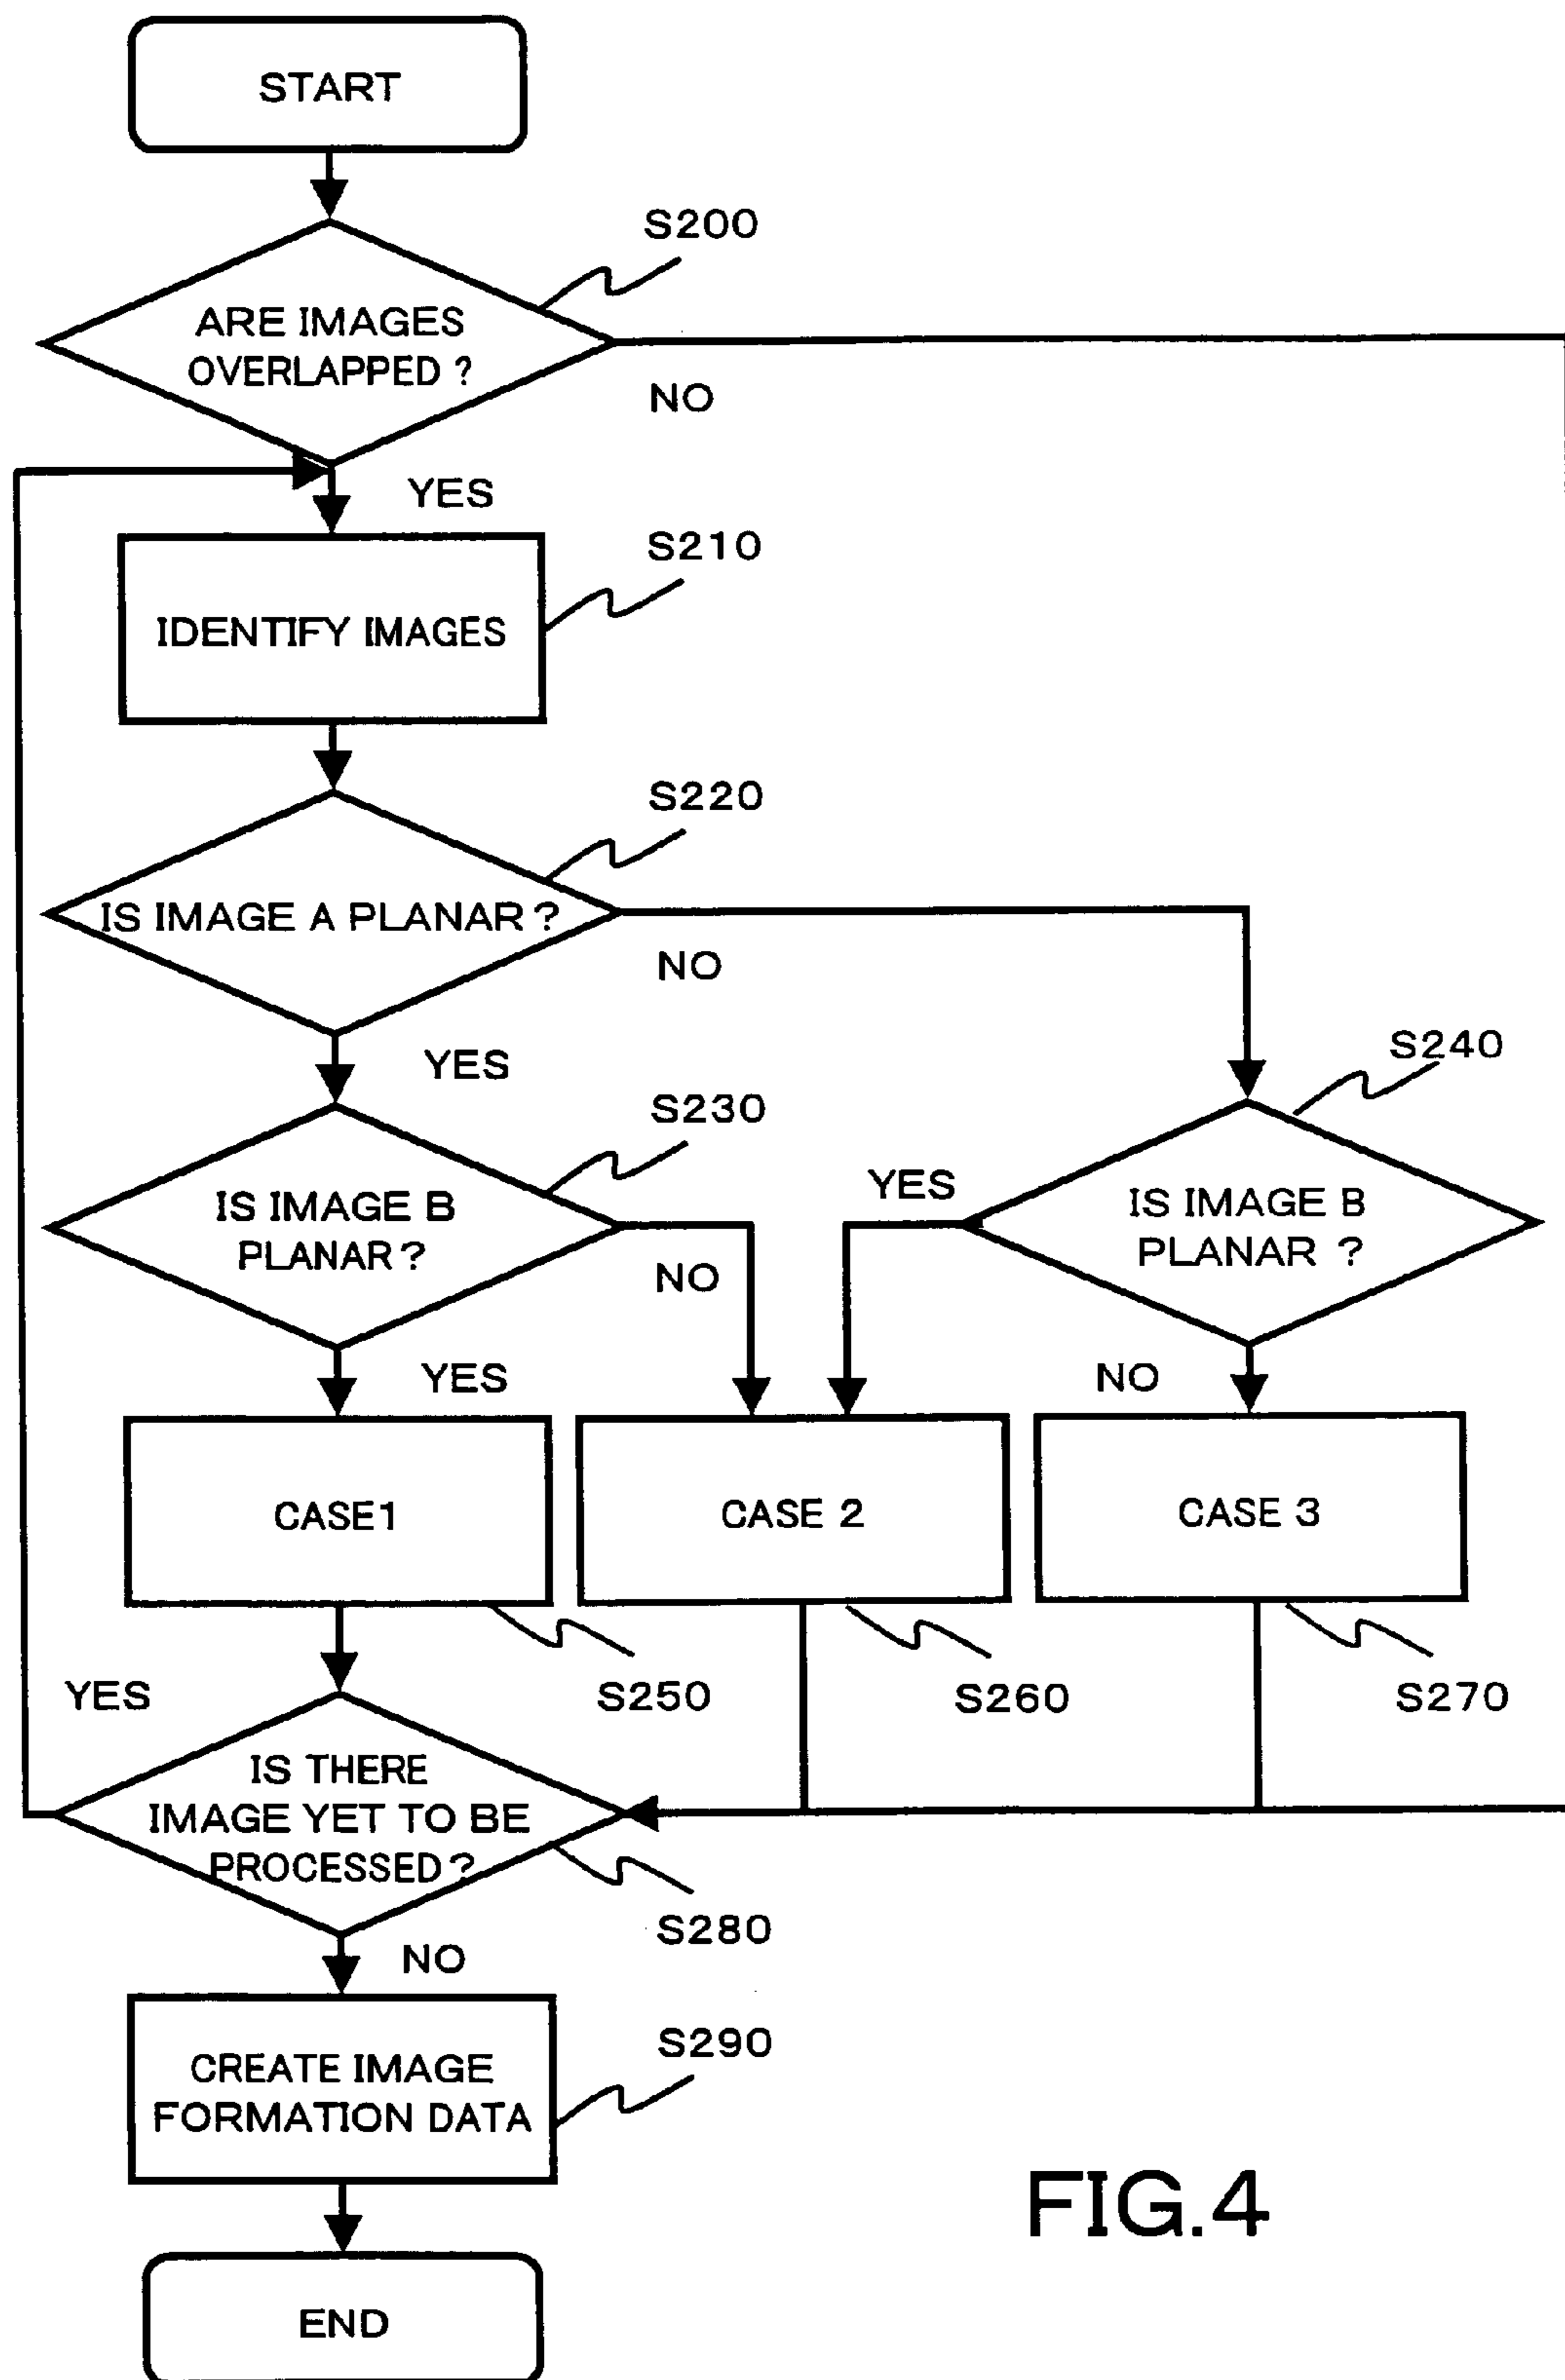 START
S200
ARE IMAGES
OVERLAPPED ?
NO
YES
S210
IDENTIFY IMAGES
S220
IS IMAGE A PLANAR ?
NO
YES
S240
S230
YES
IS IMAGE B
PLANAR ?
IS IMAGE B
PLANAR ?
NO
YES
NO
CASE1
CASE 2
CASE 3
YES
S250
S260
S270
IS THERE
IMAGE YET TO BE
PROCESSED ?
S280
NO
S290
CREATE IMAGE
FORMATION DATA
FIG.4
END